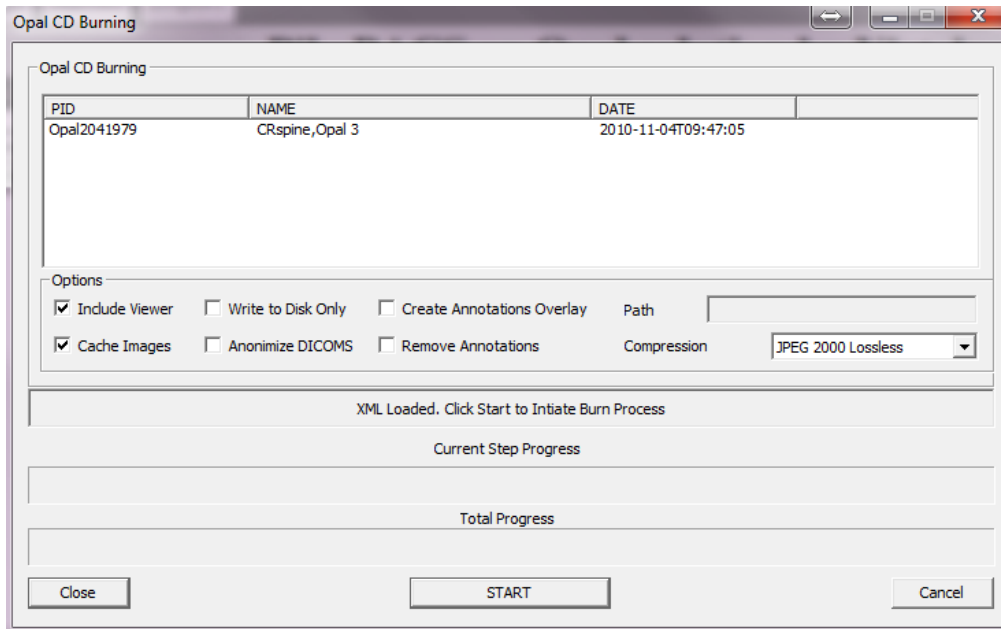 Opal CD Burning
Opal CD Burning
PID NAME DATE
Opal2041979 CRspine,Opal 3 2010-11-04T09:47:05
Options
Include Viewer Write to Disk Only Create Annotations Overlay Path
Cache Images Anonimize DICOMS Remove Annotations Compression JPEG 2000 Lossless
XML Loaded. Click Start to Intiate Burn Process
Current Step Progress
Total Progress
Close START Cancel